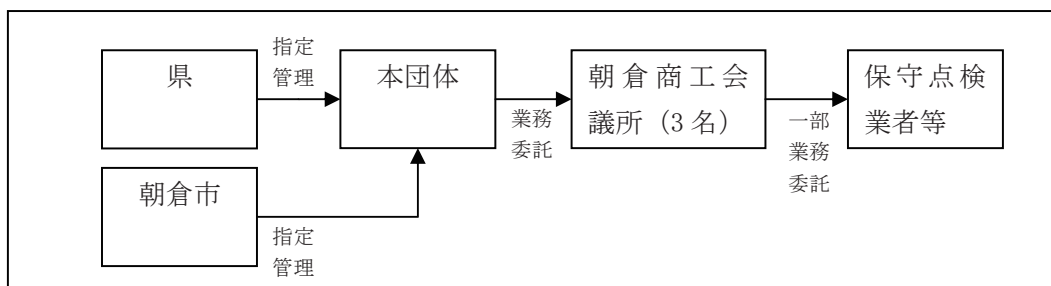 県
指定
管理
本団体
業務
委託
朝倉商工会
議所（3名）
一部
業務
委託
保守点検
業者等
朝倉市
指定
管理